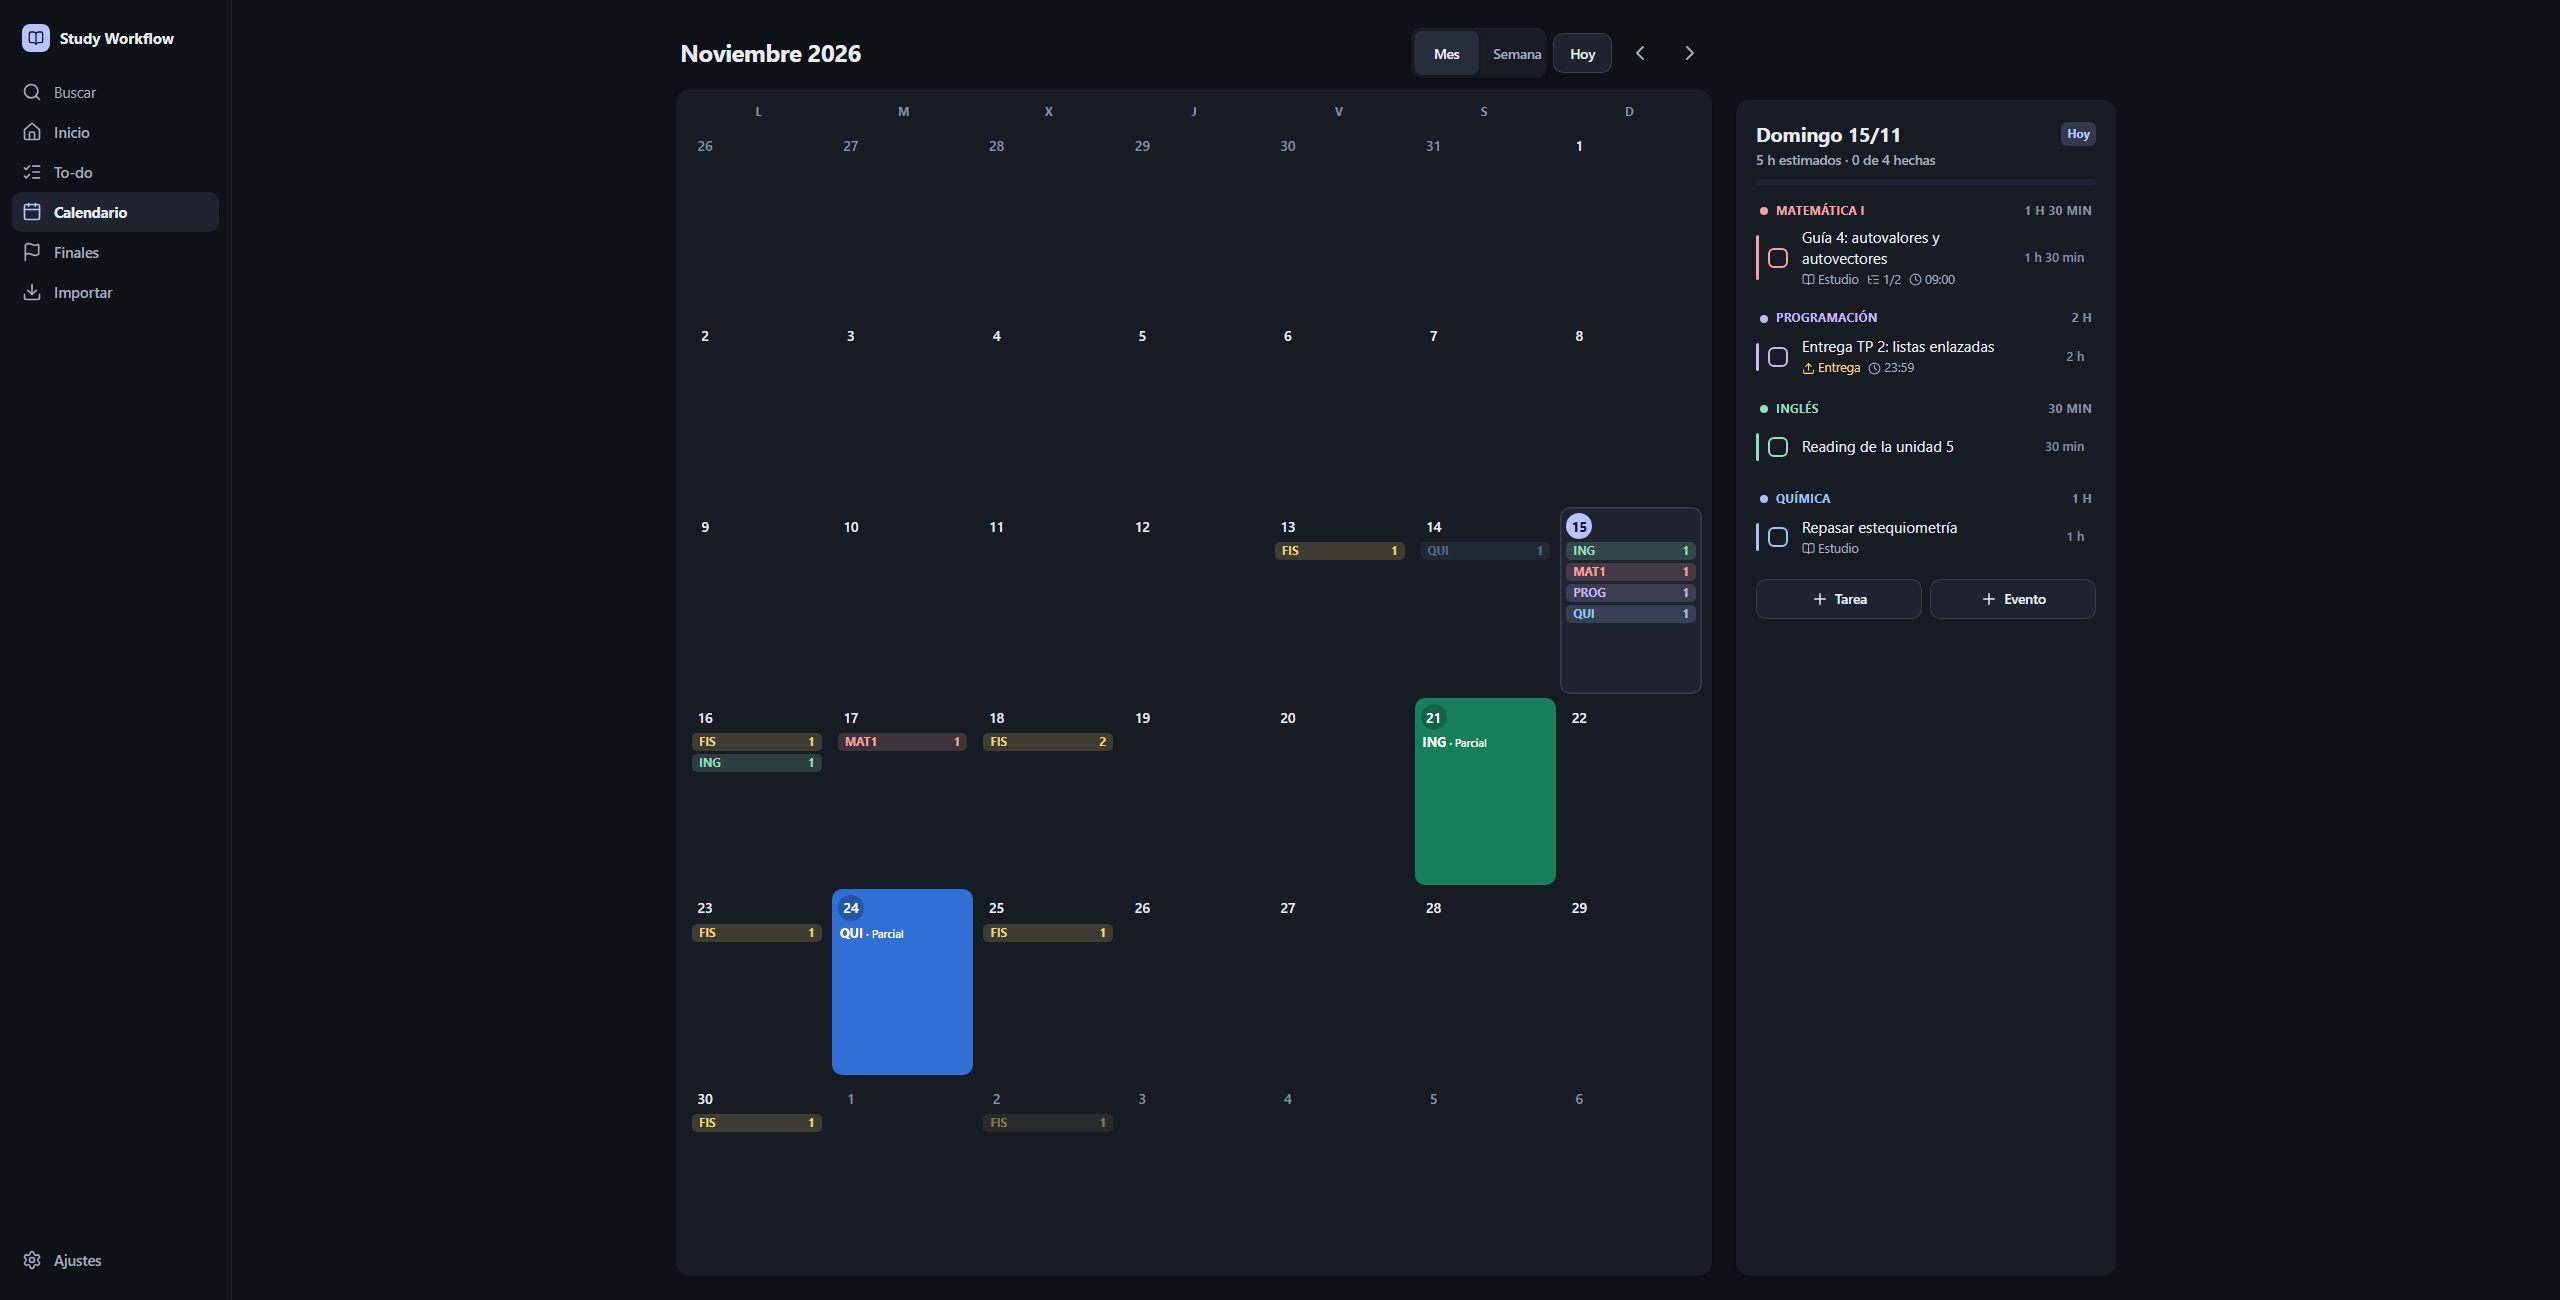 Study Workflow
Buscar
Inicio
To-do
Calendario
Finales
Importar
Ajustes
Noviembre 2026
Mes
Semana
Hoy
L M X J V S D
26 27 28 29 30 31 1
2 3 4 5 6 7 8
9 10 11 12 13 14 15
FIS 1
QUI 1
ING 1
MAT1 1
PROG 1
QUI 1
16 17 18 19 20 21 22
FIS 1
ING 1
MAT1 1
FIS 2
ING · Parcial
23 24 25 26 27 28 29
FIS 1
QUI · Parcial
FIS 1
30 1 2 3 4 5 6
FIS 1
FIS 1
Domingo 15/11
Hoy
5 h estimados · 0 de 4 hechas
MATEMÁTICA I 1 H 30 MIN
Guía 4: autovalores y
autovectores
1 h 30 min
Estudio 1/2 09:00
PROGRAMACIÓN 2 H
Entrega TP 2: listas enlazadas
2 h
Entrega 23:59
INGLÉS 30 MIN
Reading de la unidad 5
30 min
QUÍMICA 1 H
Repasar estequiometría
1 h
Estudio
+ Tarea
+ Evento